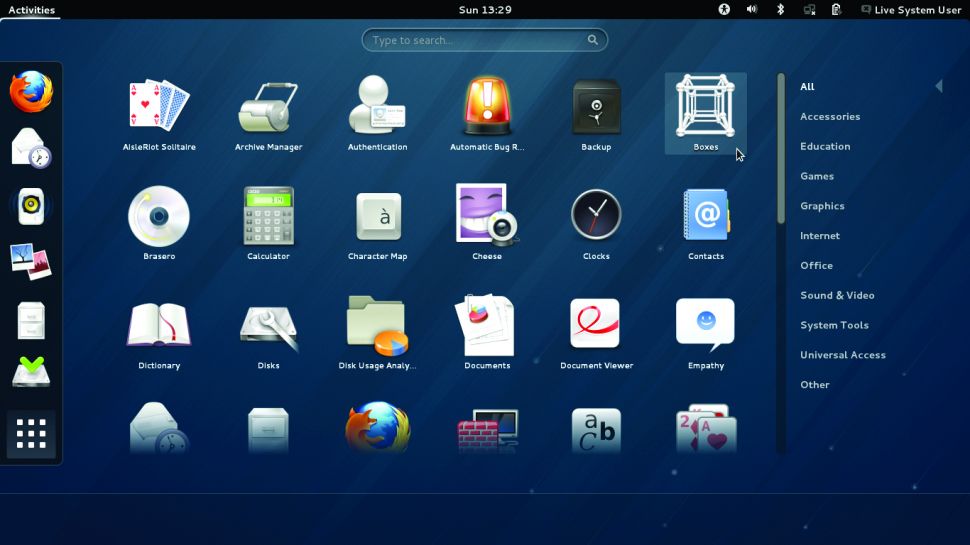 Activities
Sun 13:29
Live System User
Type to search...
AisleRiot Solitaire
Archive Manager
Authentication
Automatic Bug R...
Backup
Boxes
Brasero
Calculator
Character Map
Cheese
Clocks
Contacts
Dictionary
Disks
Disk Usage Analy...
Documents
Document Viewer
Empathy
All
Accessories
Education
Games
Graphics
Internet
Office
Sound & Video
System Tools
Universal Access
Other
à
@
a
b
c
2
A